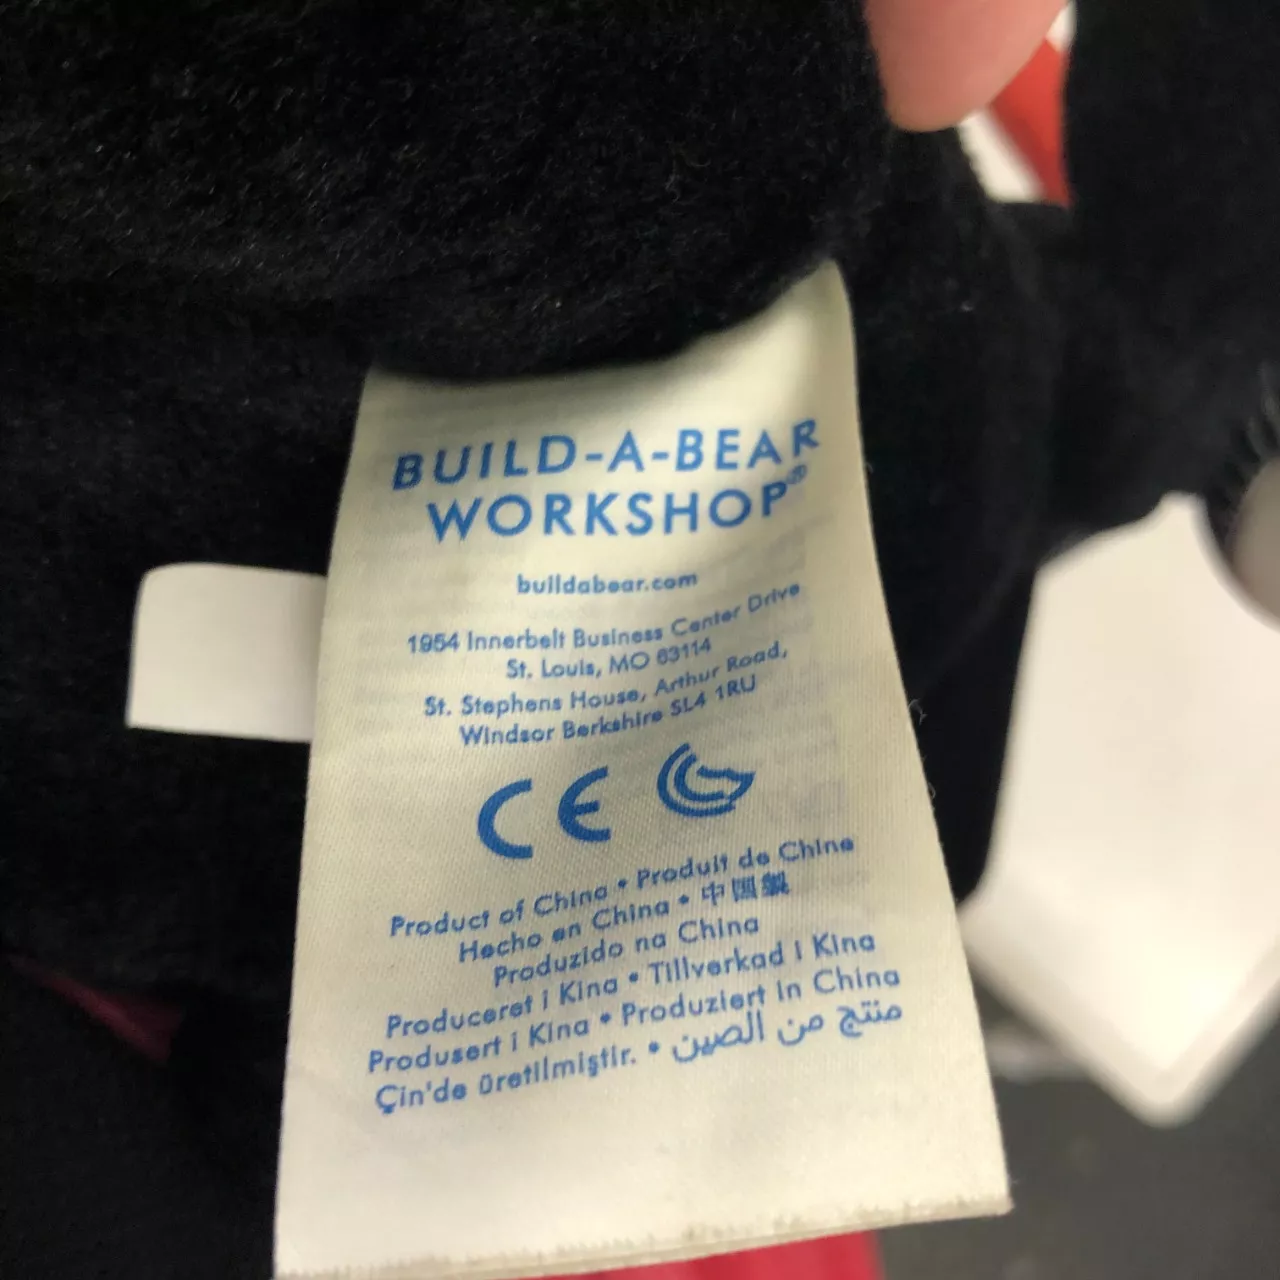 BUILD-A-BEAR
WORKSHOP®
buildabear.com
1954 Innerbelt Business Center Drive
St. Louis, MO 63114
St. Stephens House, Arthur Road,
Windsor Berkshire SL4 1RU
CE
Product of China • Produit de Chine
Hecho en China • 中國製
Produzido na China
Produceret i Kina • Tillverkad i Kina
Produsert i Kina • Produziert in China
Çin'de üretilmiştir. • منتج من الصين